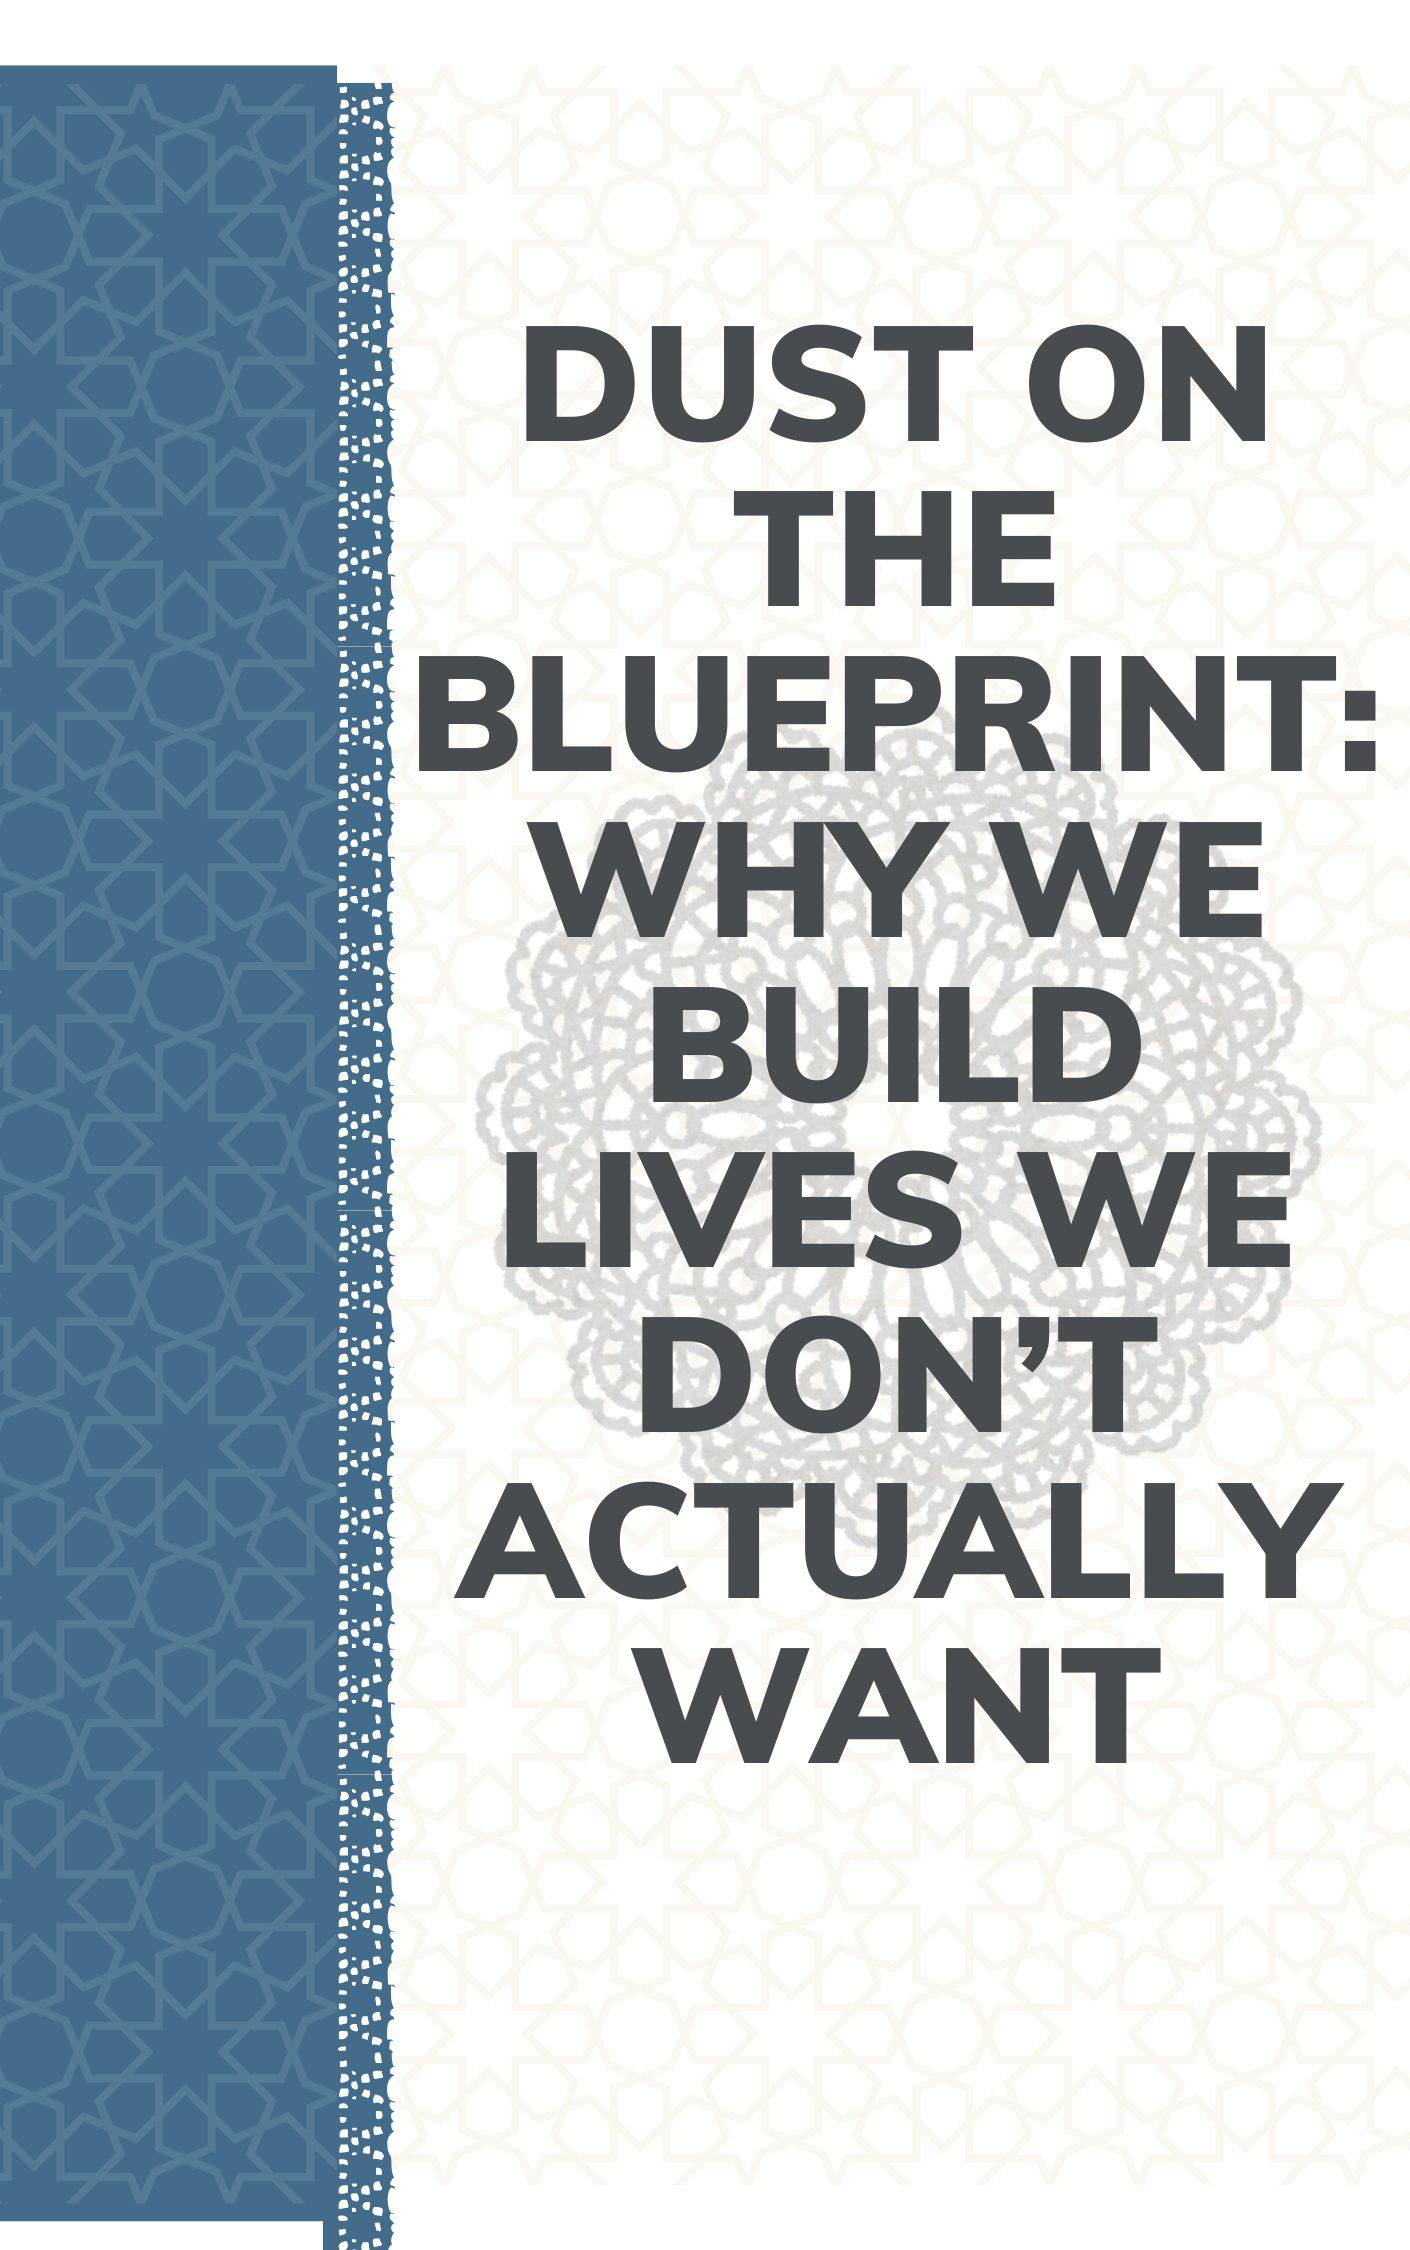 DUST ON
THE
BLUEPRINT:
WHY WE
BUILD
LIVES WE
DON’T
ACTUALLY
WANT